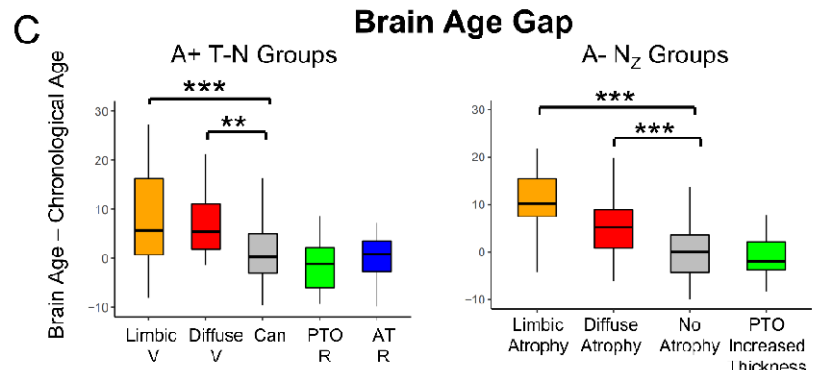 C
Brain Age Gap
A+ T-N Groups
Brain Age – Chronological Age
30
20
10
0
−10
***
**
Limbic V
Diffuse V
Can
PTO R
AT R
A- NZ Groups
30
20
10
0
−10
***
***
Limbic Atrophy
Diffuse Atrophy
No Atrophy
PTO Increased Thickness